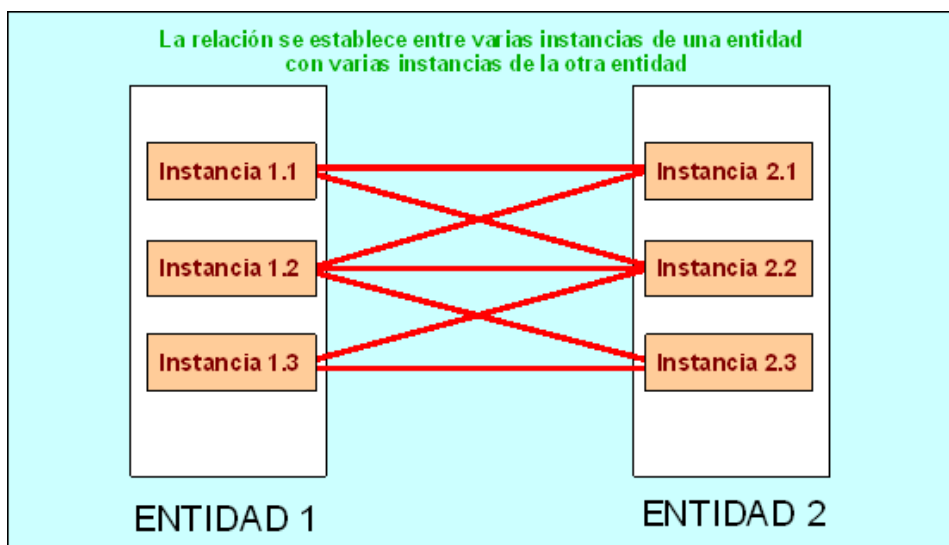 La relación se establece entre varias instancias de una entidad
con varias instancias de la otra entidad
Instancia 1.1
Instancia 2.1
Instancia 1.2
Instancia 2.2
Instancia 1.3
Instancia 2.3
ENTIDAD 1
ENTIDAD 2